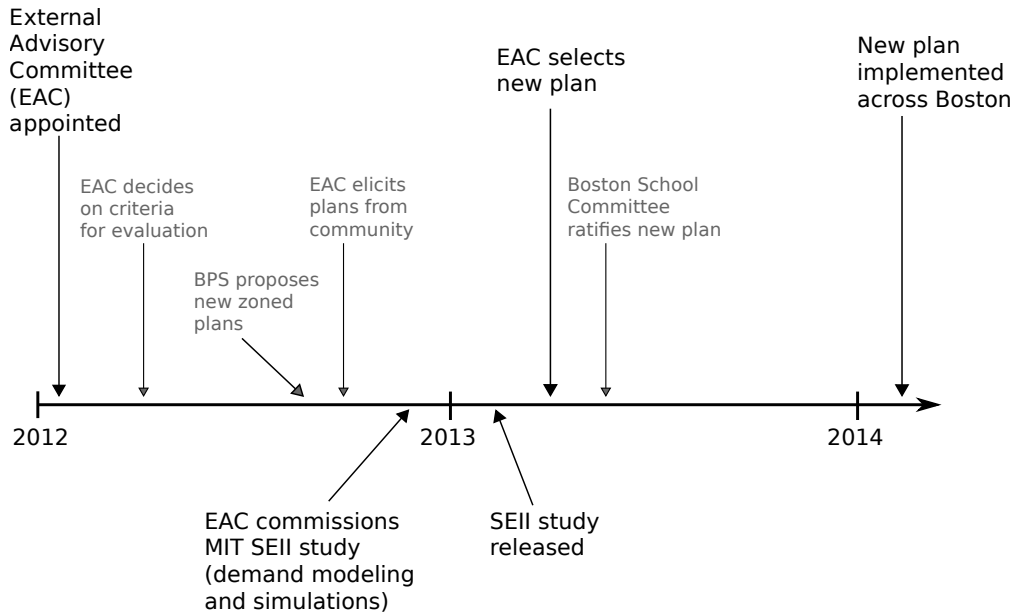 External
Advisory
Committee
(EAC)
appointed
EAC decides
on criteria
for evaluation
BPS proposes
new zoned
plans
EAC elicits
plans from
community
EAC selects
new plan
Boston School
Committee
ratifies new plan
New plan
implemented
across Boston
2012
2013
2014
EAC commissions
MIT SEII study
(demand modeling
and simulations)
SEII study
released